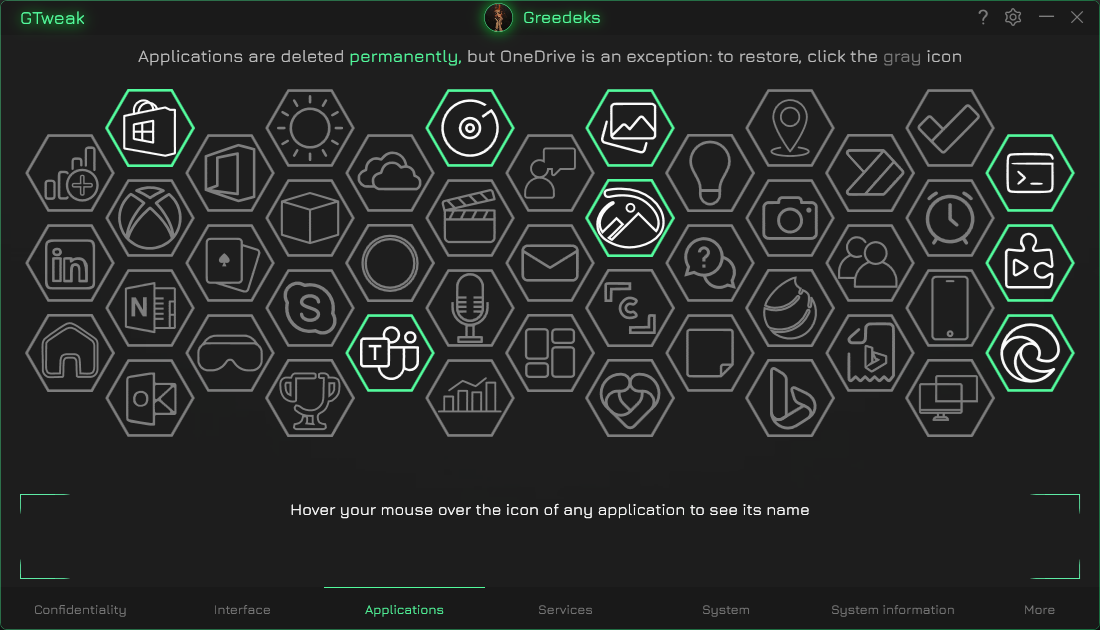 GTweak
Greedeks
Applications are deleted permanently, but OneDrive is an exception: to restore, click the gray icon
Hover your mouse over the icon of any application to see its name
Confidentiality
Interface
Applications
Services
System
System information
More